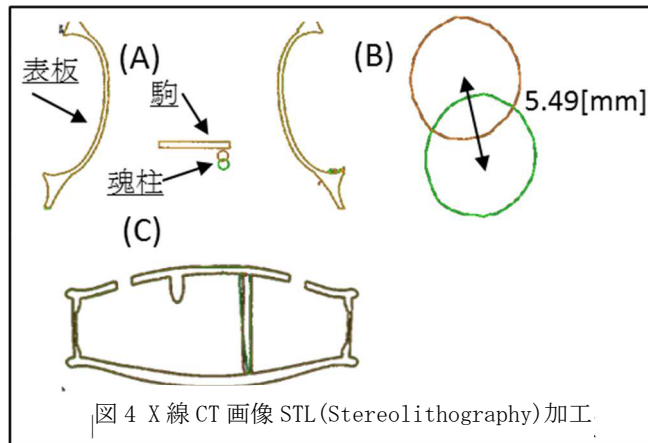 (A)
表板
駒
魂柱
(B)
5.49[mm]
(C)
図4 X線CT画像STL(Stereolithography)加工